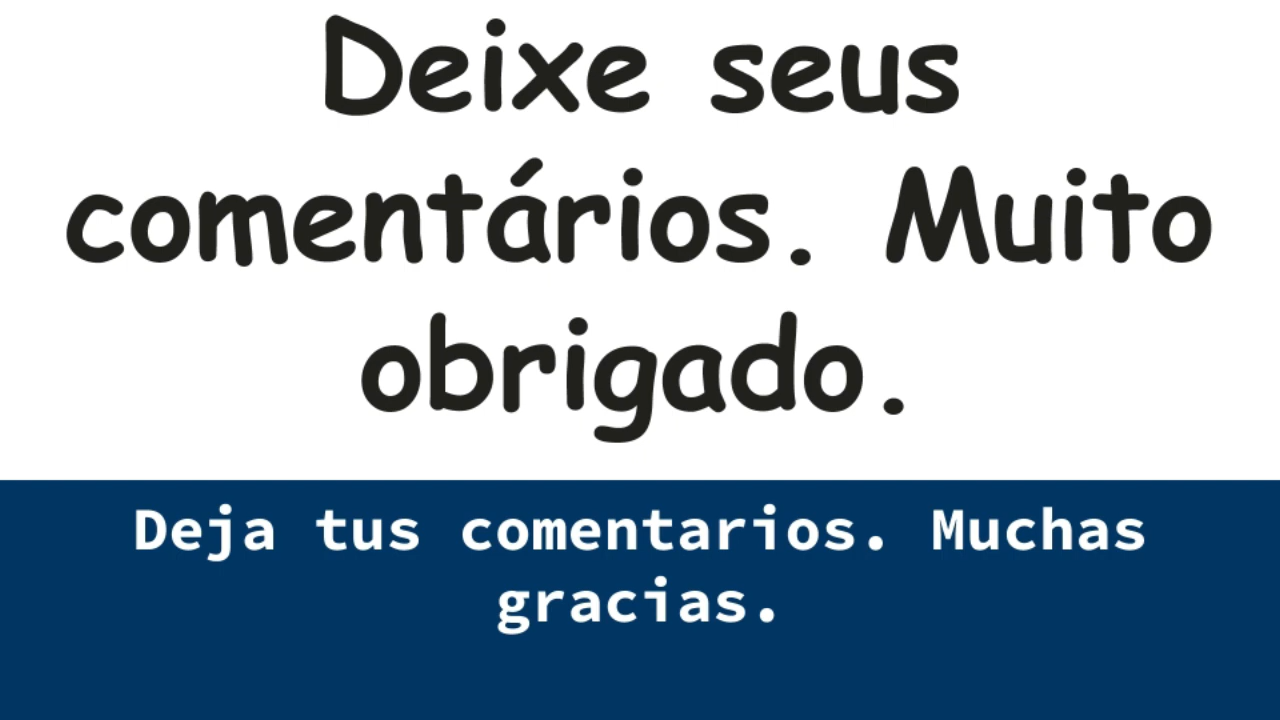 Deixe seus
comentários. Muito
obrigado.
Deja tus comentarios. Muchas
gracias.